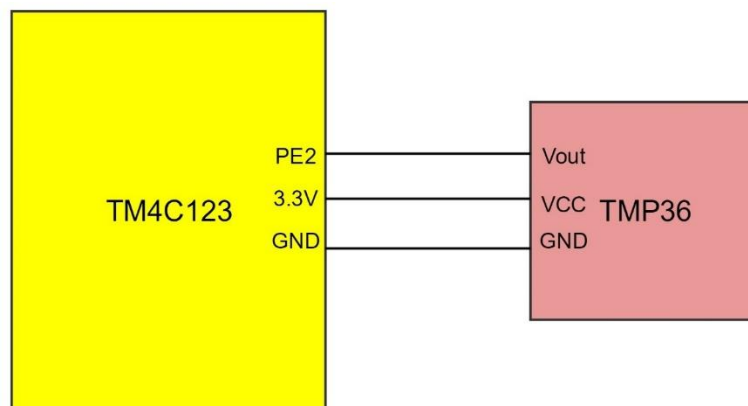 PE2
3.3V
GND
TM4C123
Vout
VCC
GND
TMP36